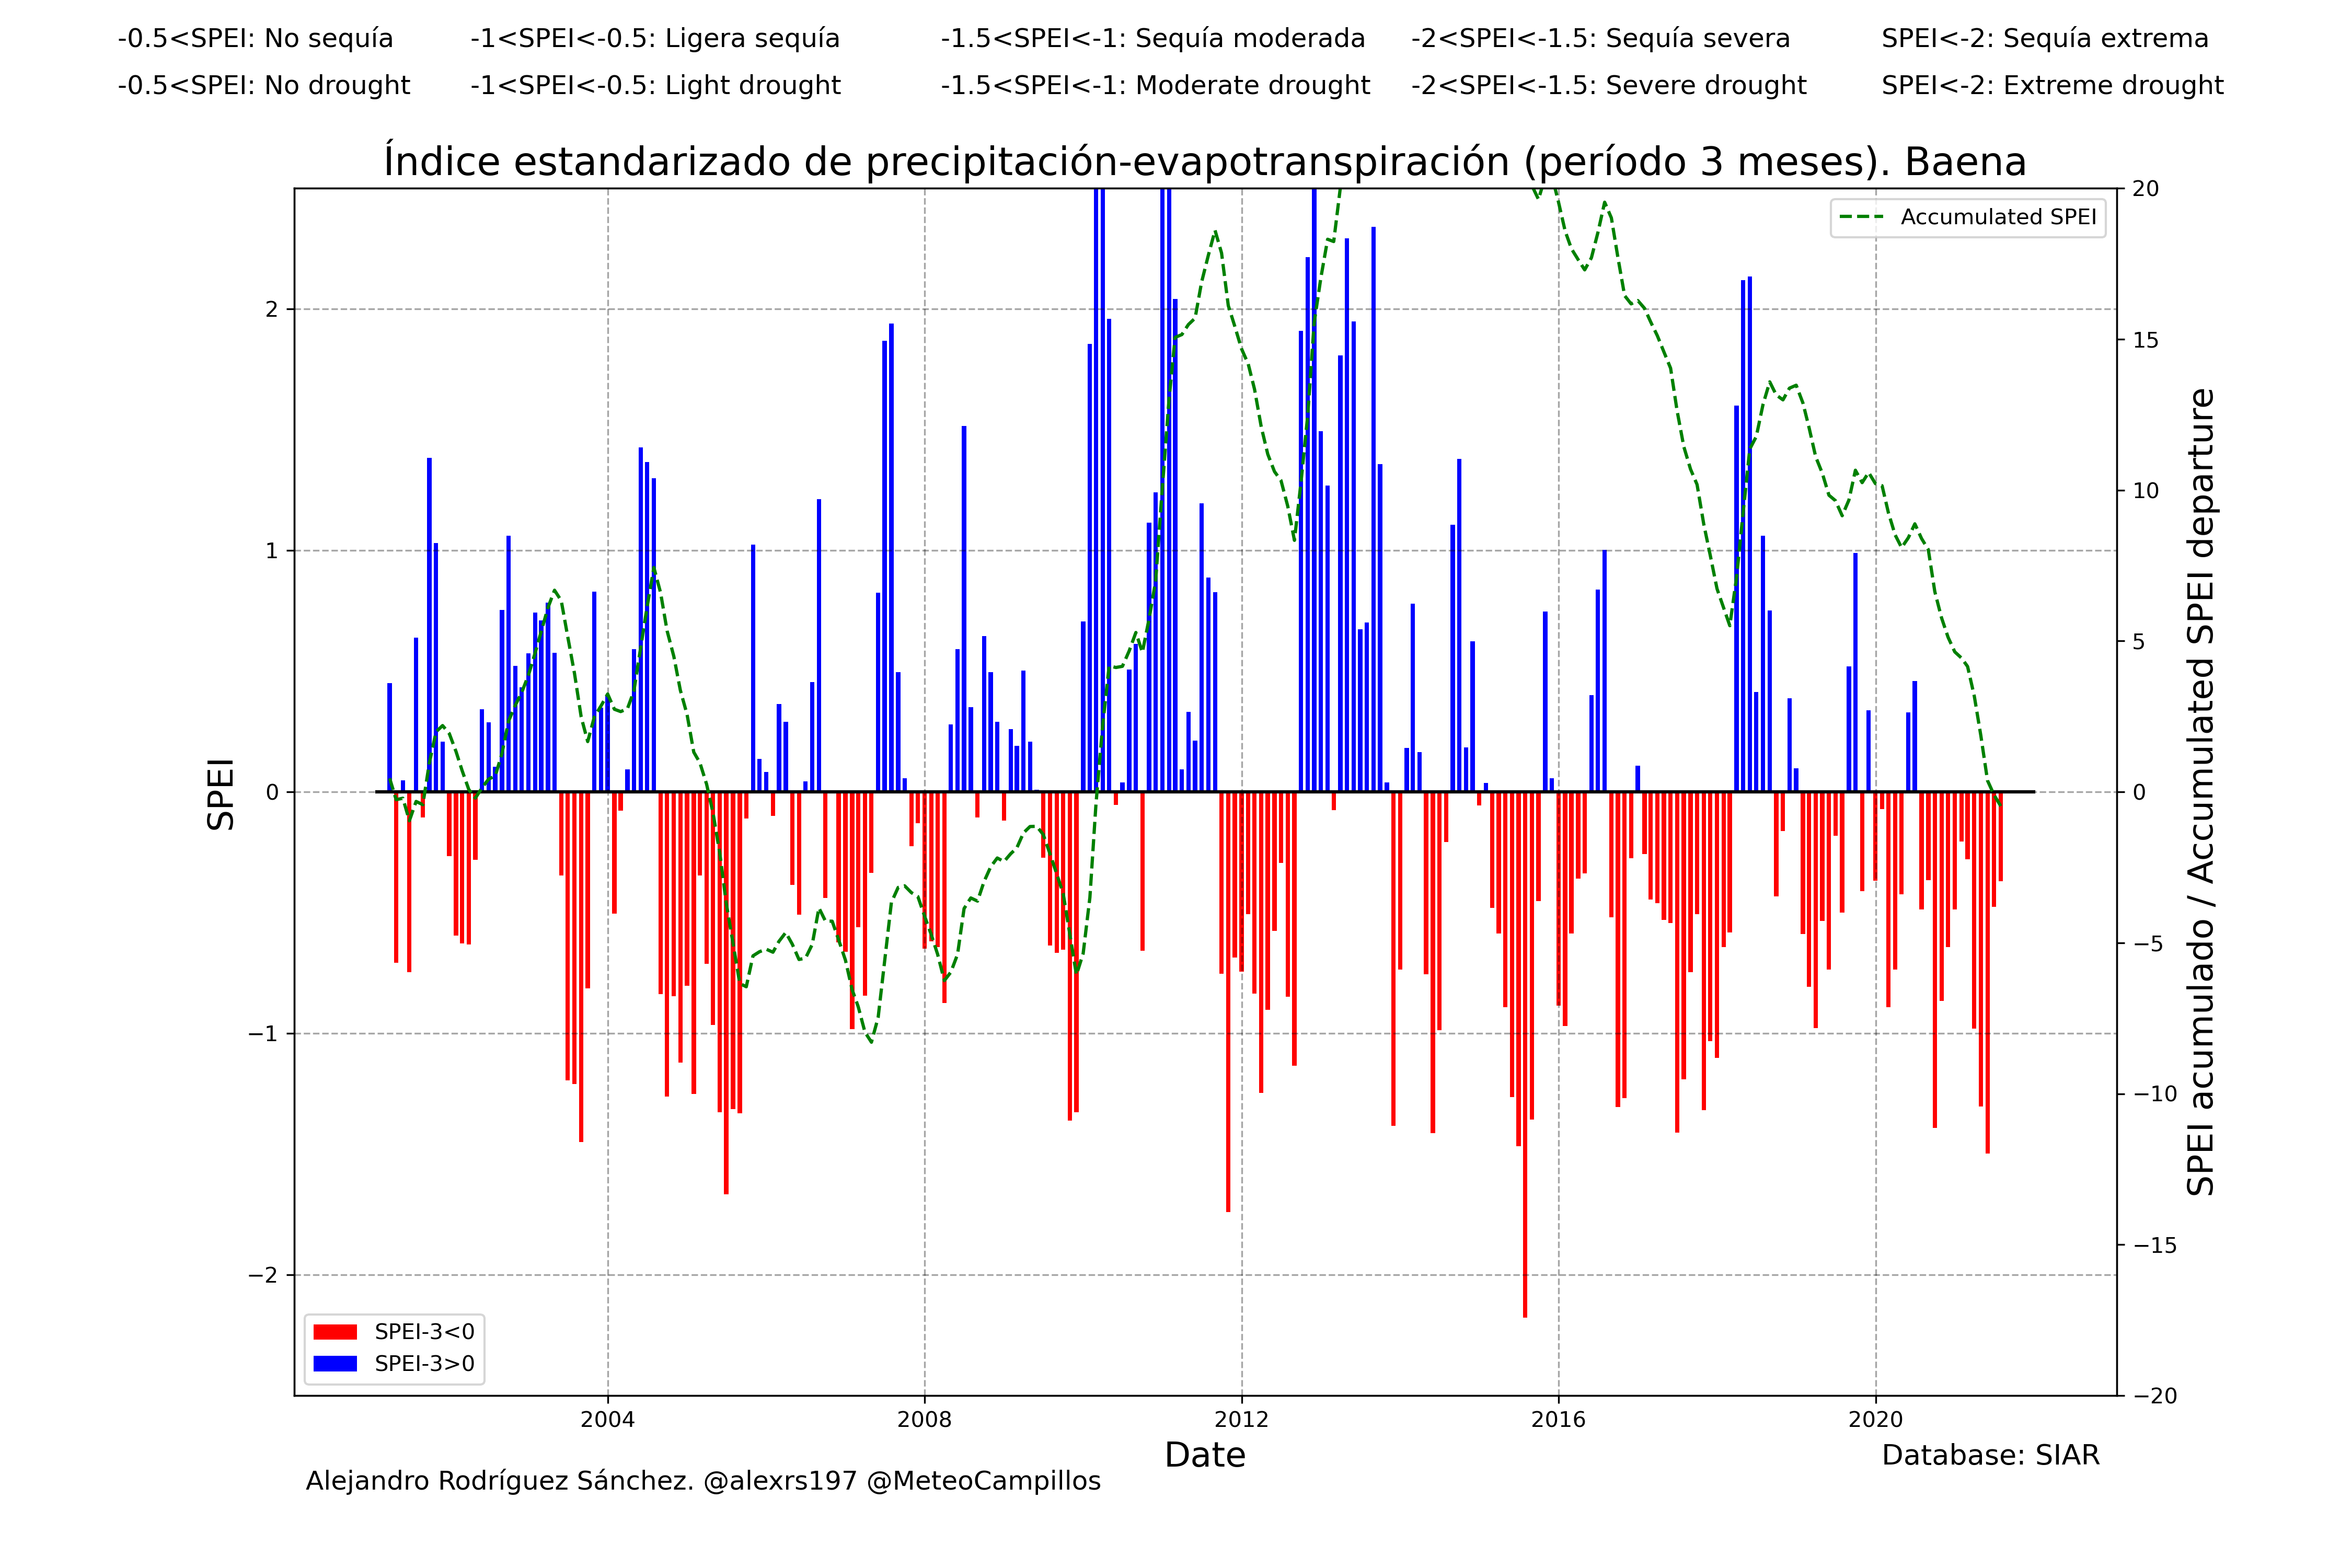 -0.5<SPEI: No sequía -1<SPEI<-0.5: Ligera sequía -1.5<SPEI<-1: Sequía moderada -2<SPEI<-1.5: Sequía severa SPEI<-2: Sequía extrema
-0.5<SPEI: No drought -1<SPEI<-0.5: Light drought -1.5<SPEI<-1: Moderate drought -2<SPEI<-1.5: Severe drought SPEI<-2: Extreme drought
Índice estandarizado de precipitación-evapotranspiración (período 3 meses). Baena
Accumulated SPEI
SPEI
2
1
0
−1
−2
20
15
10
5
0
−5
−10
−15
−20
SPEI acumulado / Accumulated SPEI departure
SPEI-3<0
SPEI-3>0
2004 2008 2012 2016 2020
Date
Database: SIAR
Alejandro Rodríguez Sánchez. @alexrs197 @MeteoCampillos